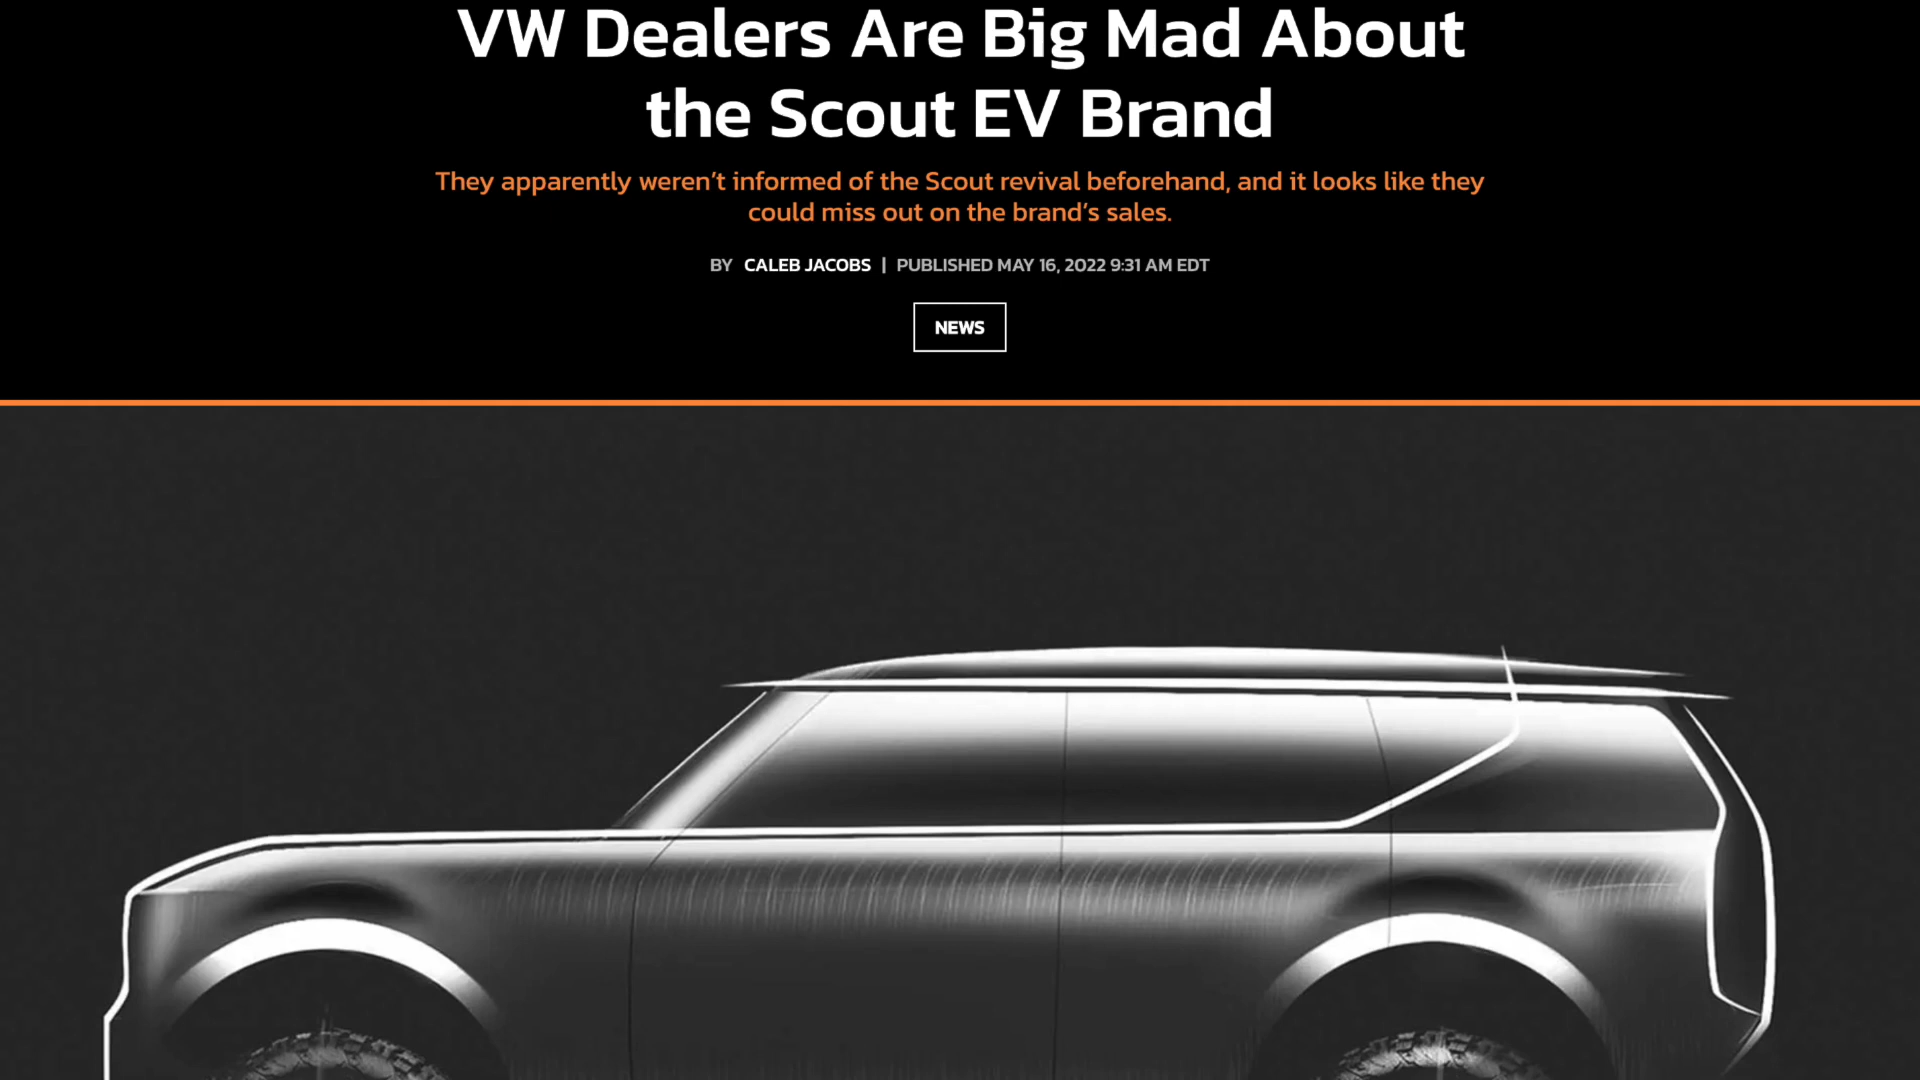 VW Dealers Are Big Mad About
the Scout EV Brand
They apparently weren’t informed of the Scout revival beforehand, and it looks like they
could miss out on the brand’s sales.
BY CALEB JACOBS | PUBLISHED MAY 16, 2022 9:31 AM EDT
NEWS